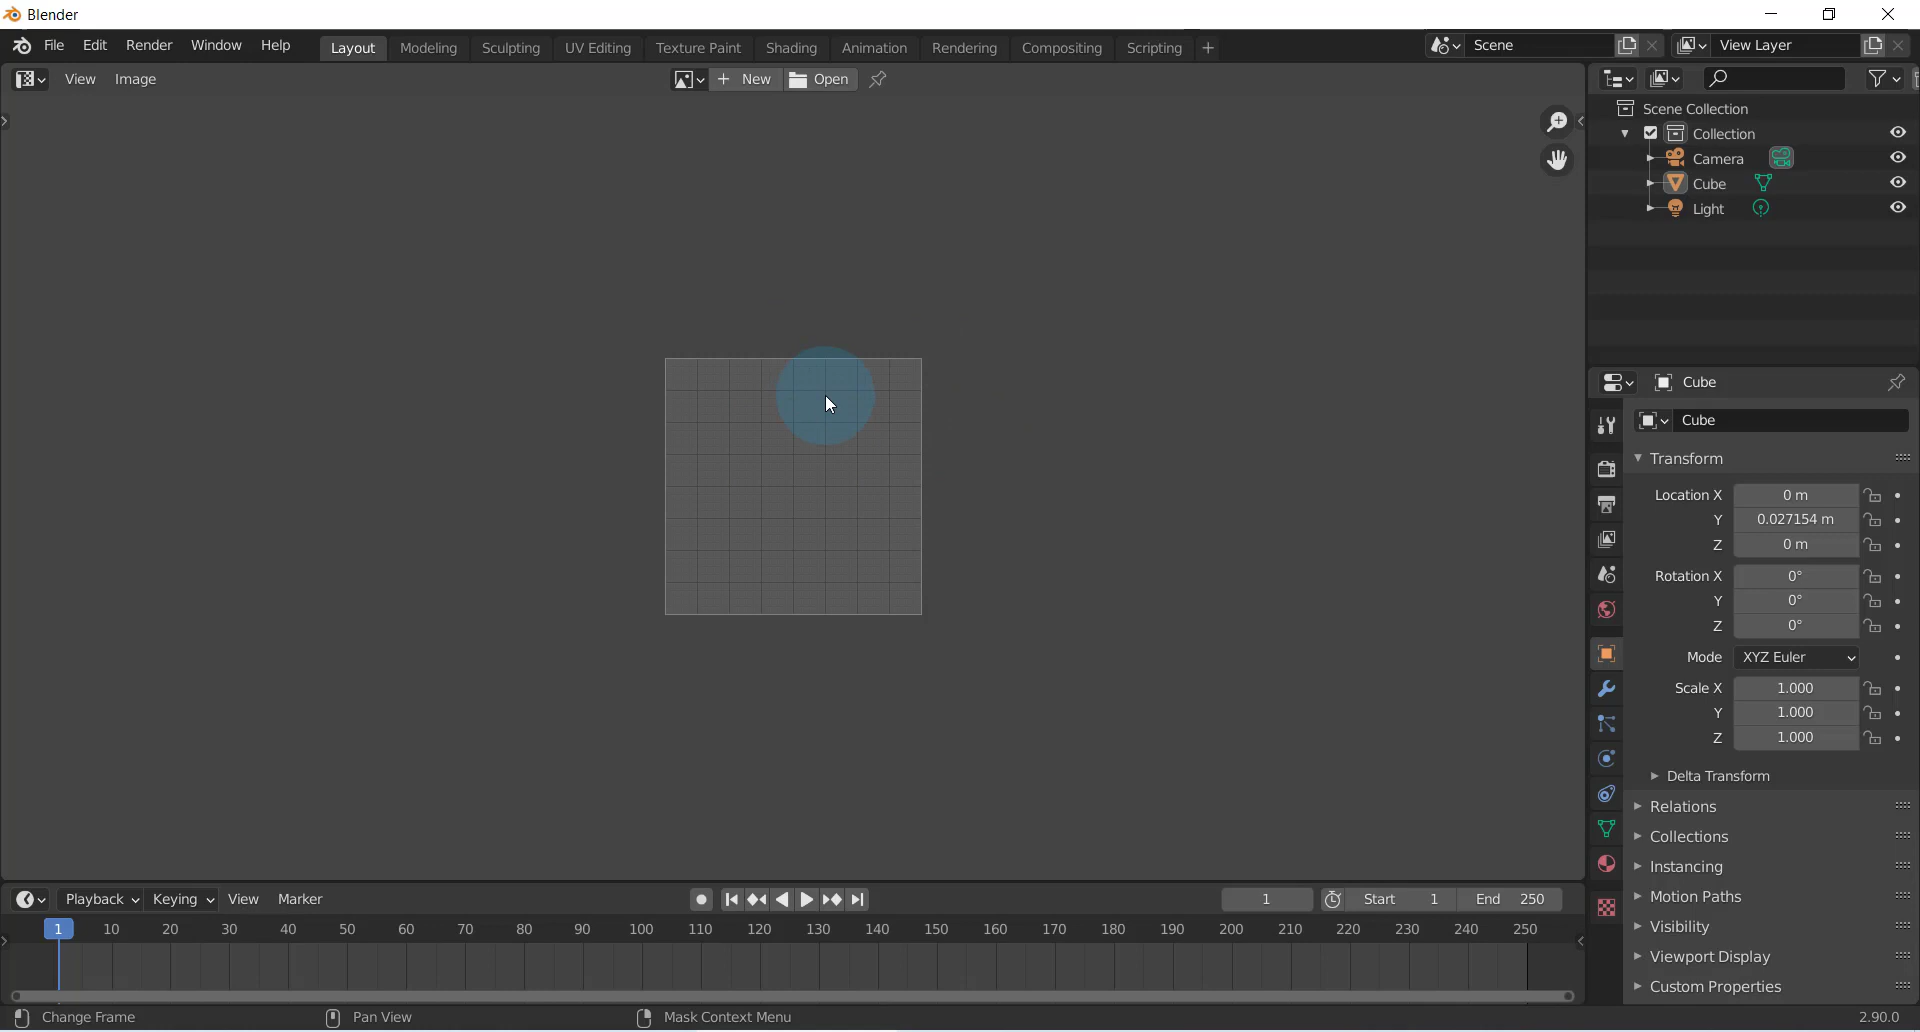 Blender
File Edit Render Window Help Layout Modeling Sculpting UV Editing Texture Paint Shading Animation Rendering Compositing Scripting + Scene View Layer
View Image + New Open
Scene Collection
Collection
Camera
Cube
Light
Cube
Cube
Transform
Location X 0 m
Y 0.027154 m
Z 0 m
Rotation X 0°
Y 0°
Z 0°
Mode XYZ Euler
Scale X 1.000
Y 1.000
Z 1.000
Delta Transform
Relations
Collections
Instancing
Motion Paths
Visibility
Viewport Display
Custom Properties
Playback Keying View Marker 1 Start 1 End 250
1 10 20 30 40 50 60 70 80 90 100 110 120 130 140 150 160 170 180 190 200 210 220 230 240 250
Change Frame Pan View Mask Context Menu 2.90.0